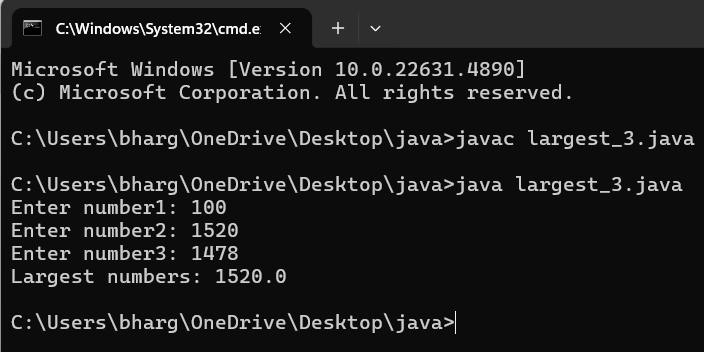 C:\Windows\System32\cmd.e
Microsoft Windows [Version 10.0.22631.4890]
(c) Microsoft Corporation. All rights reserved.
C:\Users\bharg\OneDrive\Desktop\java>javac largest_3.java
C:\Users\bharg\OneDrive\Desktop\java>java largest_3.java
Enter number1: 100
Enter number2: 1520
Enter number3: 1478
Largest numbers: 1520.0
C:\Users\bharg\OneDrive\Desktop\java>